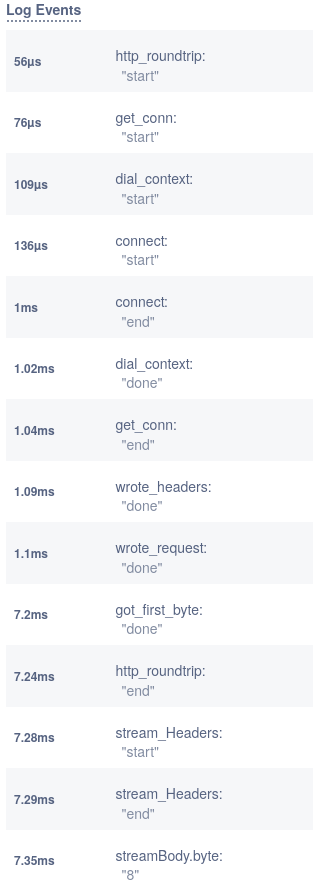 Log Events
56µs
http_roundtrip:
"start"
76µs
get_conn:
"start"
109µs
dial_context:
"start"
136µs
connect:
"start"
1ms
connect:
"end"
1.02ms
dial_context:
"done"
1.04ms
get_conn:
"end"
1.09ms
wrote_headers:
"done"
1.1ms
wrote_request:
"done"
7.2ms
got_first_byte:
"done"
7.24ms
http_roundtrip:
"end"
7.28ms
stream_Headers:
"start"
7.29ms
stream_Headers:
"end"
7.35ms
streamBody.byte:
"8"